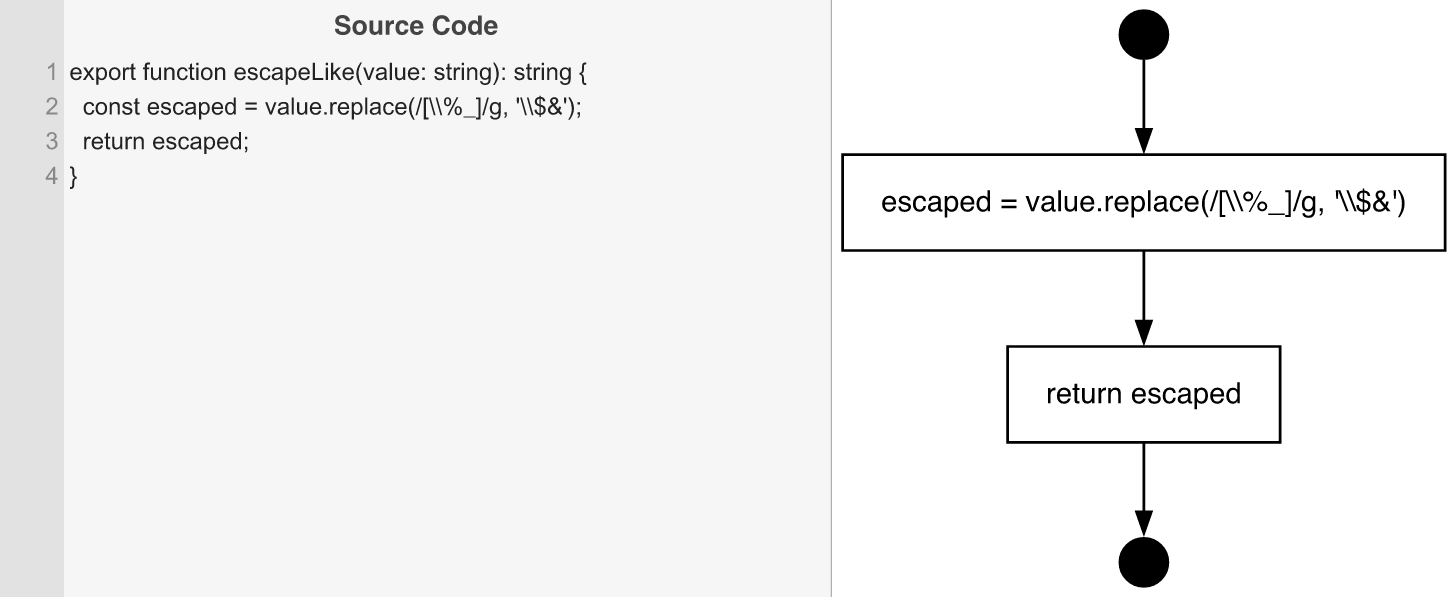 Source Code
1 export function escapeLike(value: string): string {
2 const escaped = value.replace(/[\\%_]/g, '\\$&');
3 return escaped;
4 }
escaped = value.replace(/[\\%_]/g, '\\$&')
return escaped